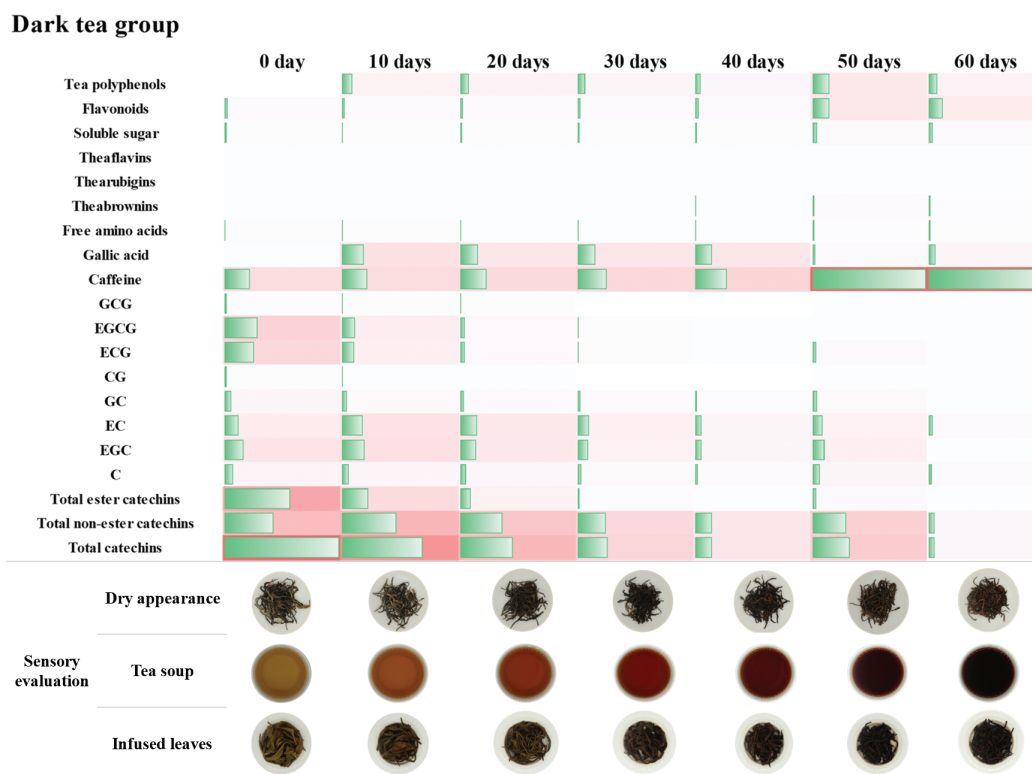 Dark tea group
0 day 10 days 20 days 30 days 40 days 50 days 60 days
Tea polyphenols
Flavonoids
Soluble sugar
Theaflavins
Thearubigins
Theabrownins
Free amino acids
Gallic acid
Caffeine
GCG
EGCG
ECG
CG
GC
EC
EGC
C
Total ester catechins
Total non-ester catechins
Total catechins
Dry appearance
Sensory
evaluation
Tea soup
Infused leaves